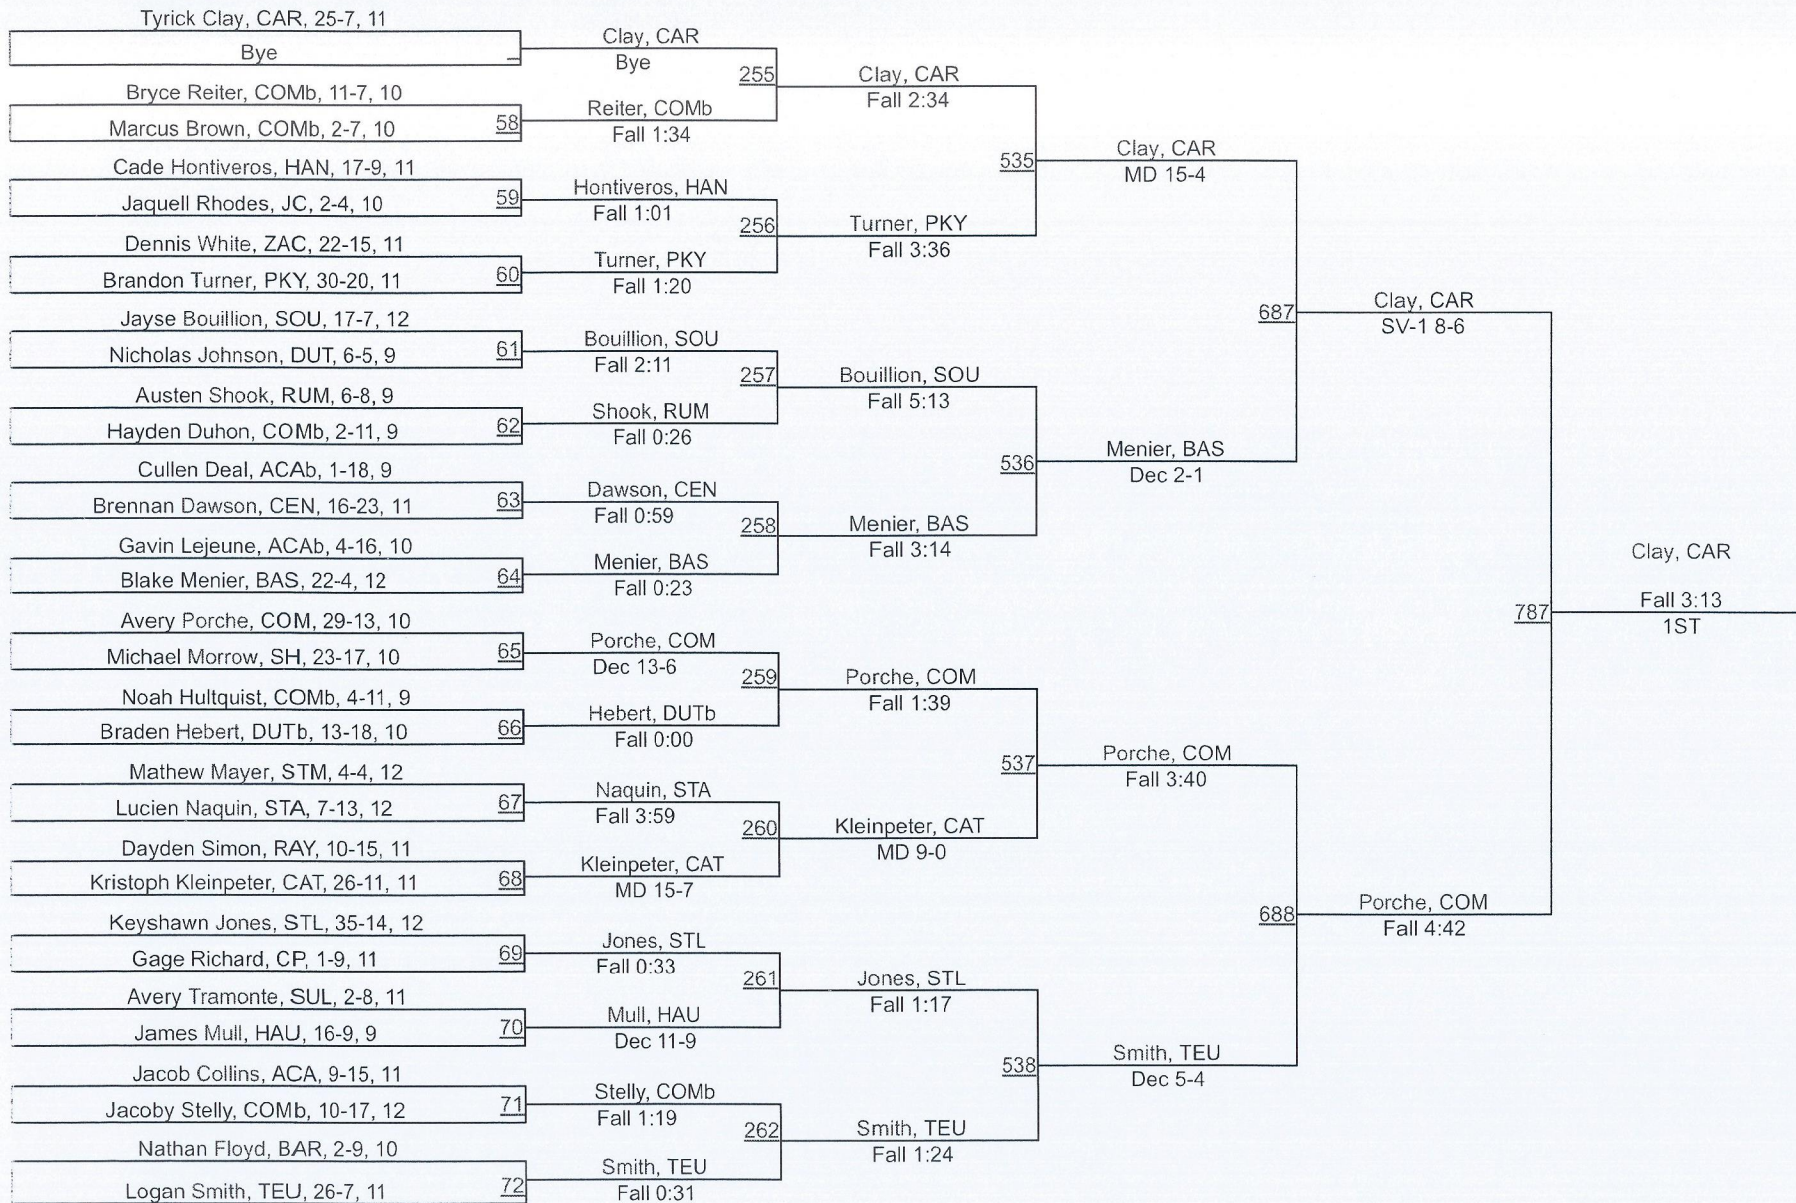 Tyrick Clay, CAR, 25-7, 11
Bye
Bryce Reiter, COMb, 11-7, 10
Marcus Brown, COMb, 2-7, 10
58
Cade Hontiveros, HAN, 17-9, 11
Jaquell Rhodes, JC, 2-4, 10
59
Dennis White, ZAC, 22-15, 11
Brandon Turner, PKY, 30-20, 11
60
Jayse Bouillion, SOU, 17-7, 12
Nicholas Johnson, DUT, 6-5, 9
61
Austen Shook, RUM, 6-8, 9
Hayden Duhon, COMb, 2-11, 9
62
Cullen Deal, ACAb, 1-18, 9
Brennan Dawson, CEN, 16-23, 11
63
Gavin Lejeune, ACAb, 4-16, 10
Blake Menier, BAS, 22-4, 12
64
Avery Porche, COM, 29-13, 10
Michael Morrow, SH, 23-17, 10
65
Noah Hultquist, COMb, 4-11, 9
Braden Hebert, DUTb, 13-18, 10
66
Mathew Mayer, STM, 4-4, 12
Lucien Naquin, STA, 7-13, 12
67
Dayden Simon, RAY, 10-15, 11
Kristoph Kleinpeter, CAT, 26-11, 11
68
Keyshawn Jones, STL, 35-14, 12
Gage Richard, CP, 1-9, 11
69
Avery Tramonte, SUL, 2-8, 11
James Mull, HAU, 16-9, 9
70
Jacob Collins, ACA, 9-15, 11
Jacoby Stelly, COMb, 10-17, 12
71
Nathan Floyd, BAR, 2-9, 10
Logan Smith, TEU, 26-7, 11
72
Clay, CAR
Bye
255
Reiter, COMb
Fall 1:34
Hontiveros, HAN
Fall 1:01
256
Turner, PKY
Fall 1:20
Bouillion, SOU
Fall 2:11
257
Shook, RUM
Fall 0:26
Dawson, CEN
Fall 0:59
258
Menier, BAS
Fall 0:23
Porche, COM
Dec 13-6
259
Hebert, DUTb
Fall 0:00
Naquin, STA
Fall 3:59
260
Kleinpeter, CAT
MD 15-7
Jones, STL
Fall 0:33
261
Mull, HAU
Dec 11-9
Stelly, COMb
Fall 1:19
262
Smith, TEU
Fall 0:31
Clay, CAR
Fall 2:34
535
Turner, PKY
Fall 3:36
Bouillion, SOU
Fall 5:13
536
Menier, BAS
Fall 3:14
Porche, COM
Fall 1:39
537
Kleinpeter, CAT
MD 9-0
Jones, STL
Fall 1:17
538
Smith, TEU
Fall 1:24
Clay, CAR
MD 15-4
687
Menier, BAS
Dec 2-1
Porche, COM
Fall 3:40
688
Smith, TEU
Dec 5-4
Clay, CAR
SV-1 8-6
787
Porche, COM
Fall 4:42
Clay, CAR
Fall 3:13
1ST